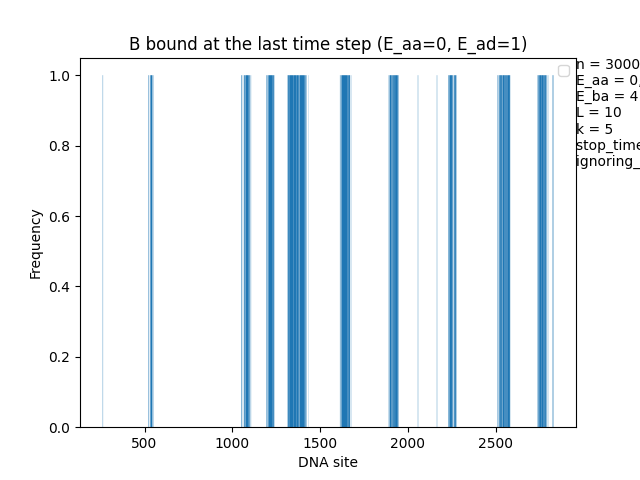 B bound at the last time step (E_aa=0, E_ad=1)
n = 3000
E_aa = 0,
E_ba = 4
L = 10
k = 5
stop_time
ignoring_
1.0
0.8
0.6
0.4
0.2
0.0
Frequency
500
1000
1500
2000
2500
DNA site